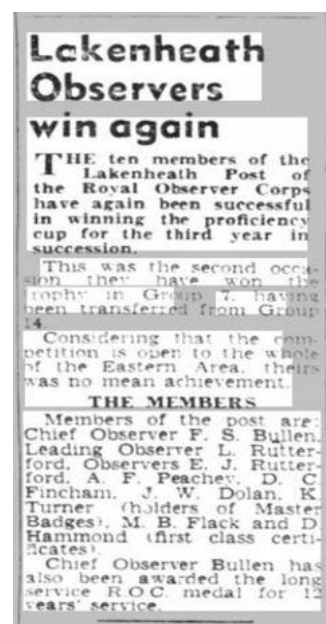 Lakenheath
Observers
win again
THE ten members of the
Lakenheath Post of
the Royal Observer Corps
have again been successful
in winning the proficiency
cup for the third year in
succession.
This was the second occa-
sion they have won the
trophy in Group 7, having
been transferred from Group
14.
Considering that the com-
petition is open to the whole
of the Eastern Area, theirs
was no mean achievement.
THE MEMBERS
Members of the post are:
Chief Observer F. S. Bullen,
Leading Observer L. Rutter-
ford, Observers E. J. Rutter-
ford, A. F. Peachey, D. C.
Fincham, J. W. Dolan, K.
Turner (holders of Master
Badges), M. B. Flack and D.
Hammond (first class certi-
ficates).
Chief Observer Bullen has
also been awarded the long
service R.O.C. medal for 12
years' service.